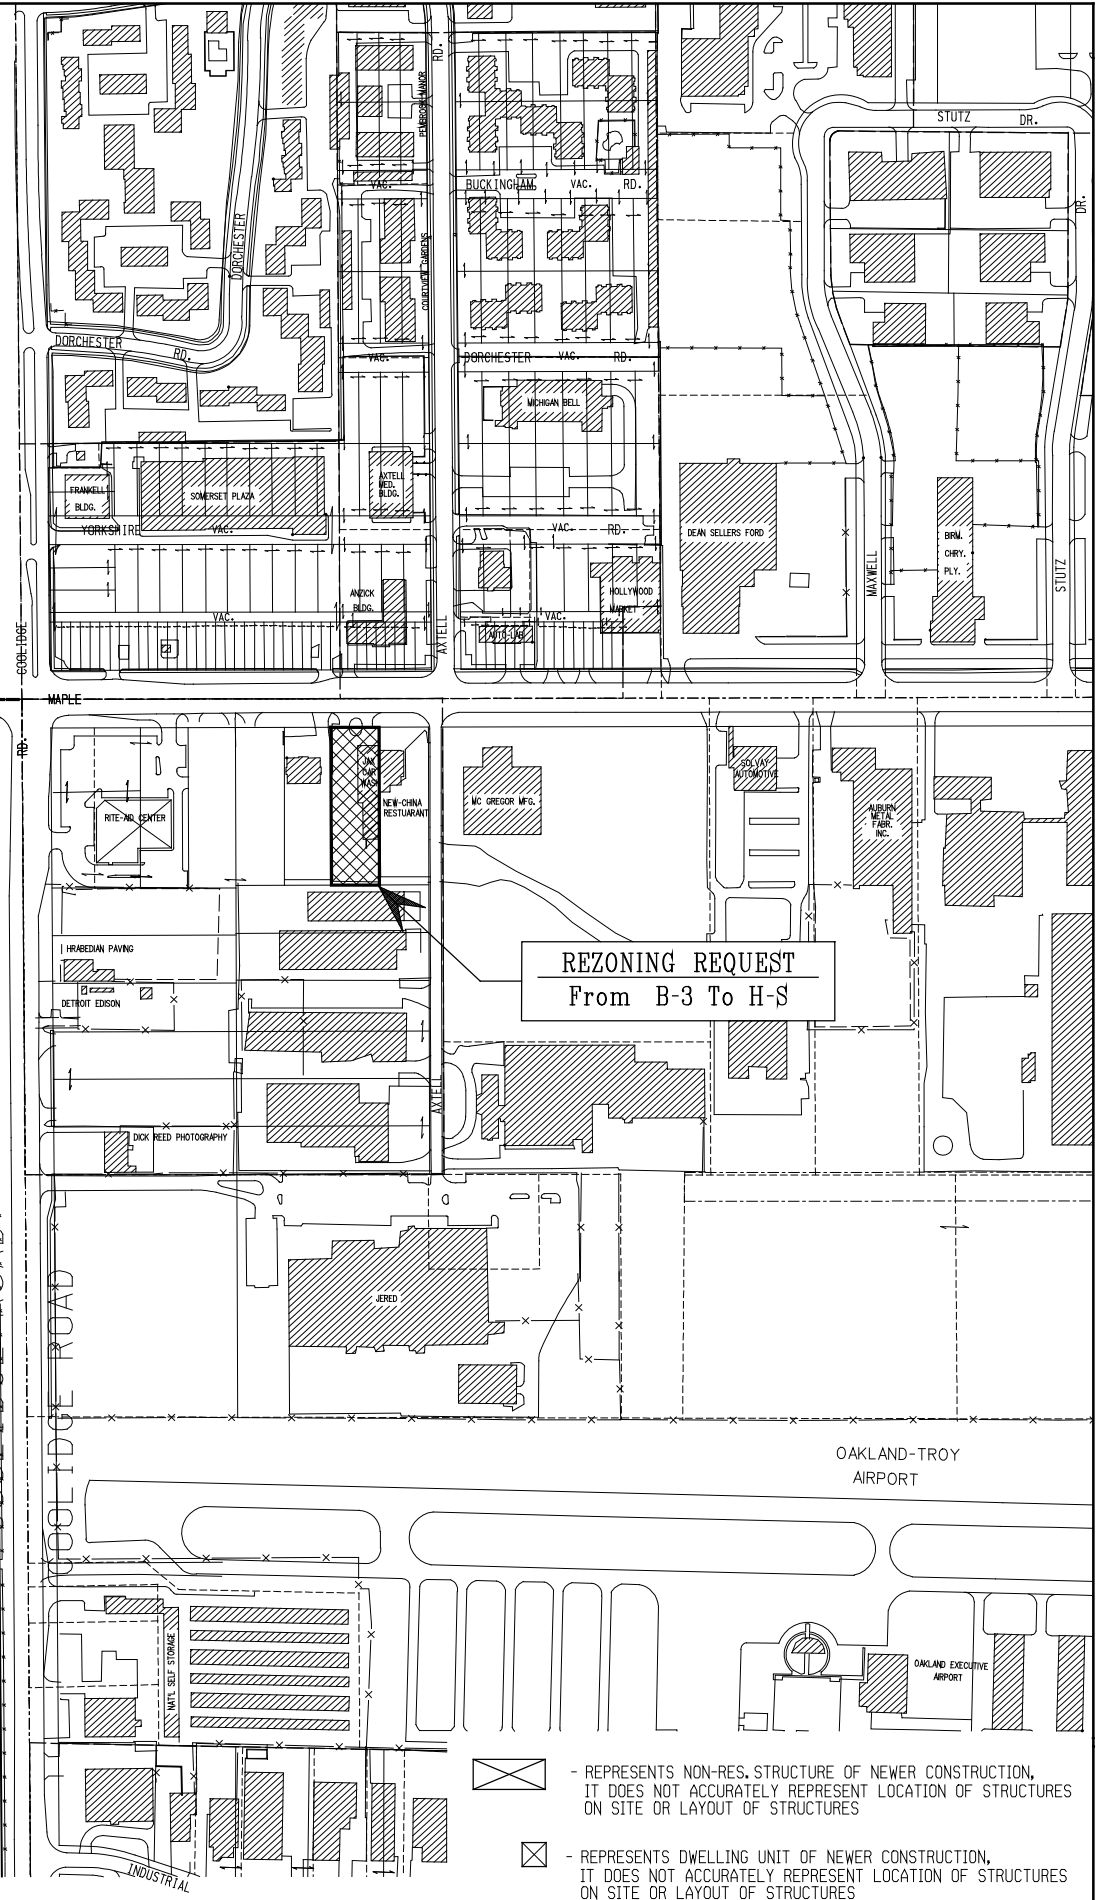 RD.
PEMBROKE MANOR
STUTZ DR.
DR.
VAC.
BUCKINGHAM VAC. RD.
DORCHESTER
COURTVIEW GARDENS
DORCHESTER RD.
VAC.
DORCHESTER VAC. RD.
MICHIGAN BELL
FRANKELL
BLDG.
SOMERSET PLAZA
AXTELL
MED.
BLDG.
YORKSHIRE VAC.
VAC. RD.
DEAN SELLERS FORD
BIRM.
CHRY.
PLY.
MAXWELL
STUTZ
ANZICK
BLDG.
HOLLYWOOD
MARKET
VAC.
VAC.
AUTO-LAB
AXTELL
COOLIDGE
RD.
MAPLE
JAX
CAR
WASH
NEW-CHINA
RESTUARANT
MC GREGOR MFG.
SOLVAY
AUTOMOTIVE
AUBURN
METAL
FABR.
INC.
RITE-AID CENTER
HRABEDIAN PAVING
DETROIT EDISON
REZONING REQUEST
From B-3 To H-S
AXTELL
DICK REED PHOTOGRAPHY
JERED
COOLIDGE ROAD
OAKLAND-TROY
AIRPORT
NAT'L SELF STORAGE
OAKLAND EXECUTIVE
AIRPORT
INDUSTRIAL
- REPRESENTS NON-RES. STRUCTURE OF NEWER CONSTRUCTION,
IT DOES NOT ACCURATELY REPRESENT LOCATION OF STRUCTURES
ON SITE OR LAYOUT OF STRUCTURES
- REPRESENTS DWELLING UNIT OF NEWER CONSTRUCTION,
IT DOES NOT ACCURATELY REPRESENT LOCATION OF STRUCTURES
ON SITE OR LAYOUT OF STRUCTURES